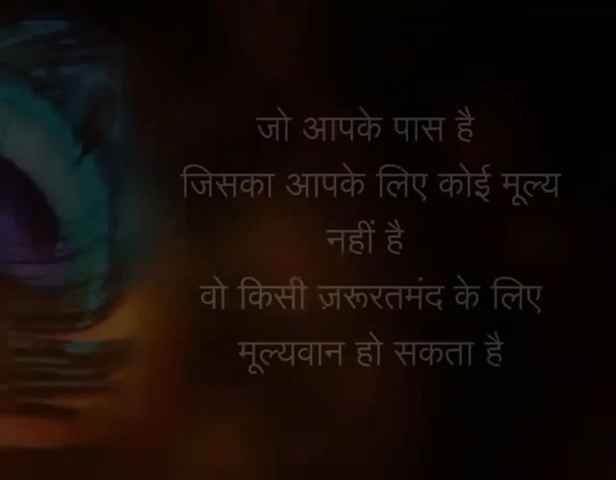 जो आपके पास है
जिसका आपके लिए कोई मूल्य
नहीं है
वो किसी ज़रूरतमंद के लिए
मूल्यवान हो सकता है